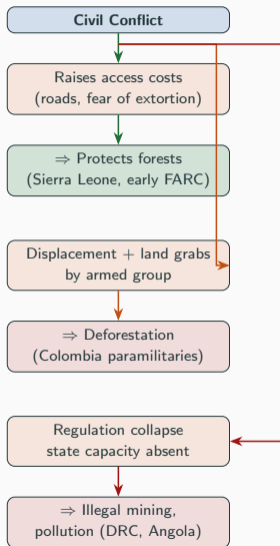 Civil Conflict
Raises access costs
(roads, fear of extortion)
⇒ Protects forests
(Sierra Leone, early FARC)
Displacement + land grabs
by armed group
⇒ Deforestation
(Colombia paramilitaries)
Regulation collapse
state capacity absent
⇒ Illegal mining,
pollution (DRC, Angola)